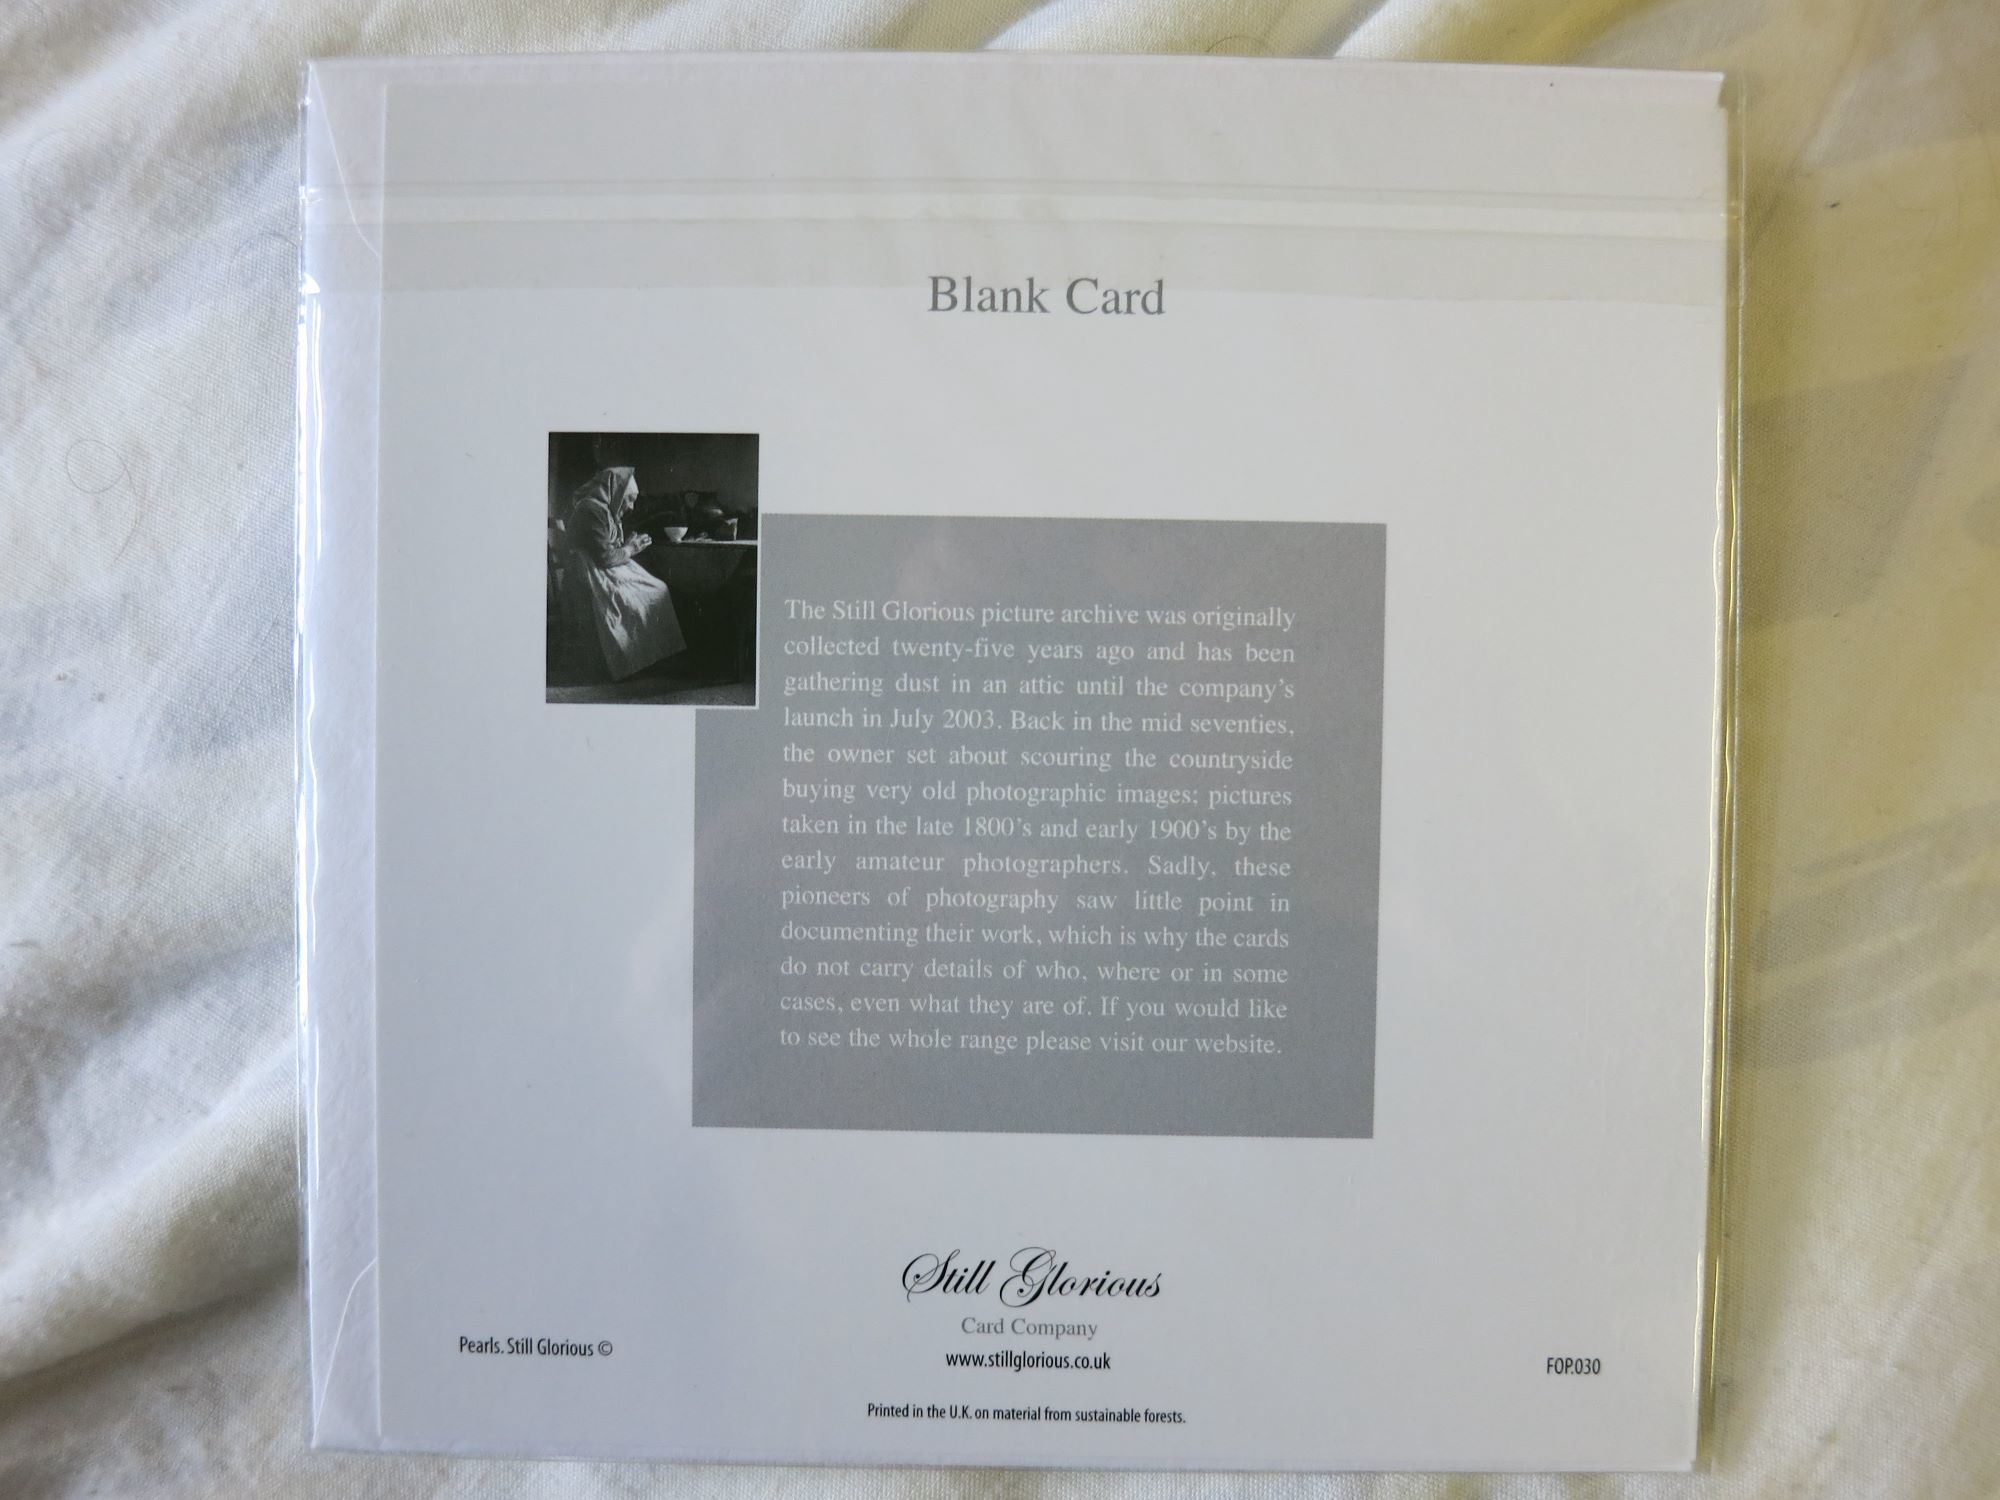 Blank Card
The Still Glorious picture archive was originally
collected twenty-five years ago and has been
gathering dust in an attic until the company's
launch in July 2003. Back in the mid seventies,
the owner set about scouring the countryside
buying very old photographic images; pictures
taken in the late 1800's and early 1900's by the
early amateur photographers. Sadly, these
pioneers of photography saw little point in
documenting their work, which is why the cards
do not carry details of who, where or in some
cases, even what they are of. If you would like
to see the whole range please visit our website.
Still Glorious
Card Company
www.stillglorious.co.uk
Pearls. Still Glorious ©
FOP.030
Printed in the U.K. on material from sustainable forests.